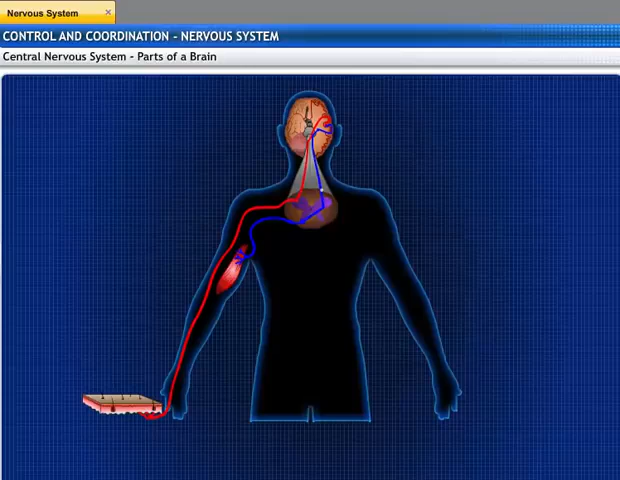 Nervous System
CONTROL AND COORDINATION - NERVOUS SYSTEM
Central Nervous System - Parts of a Brain